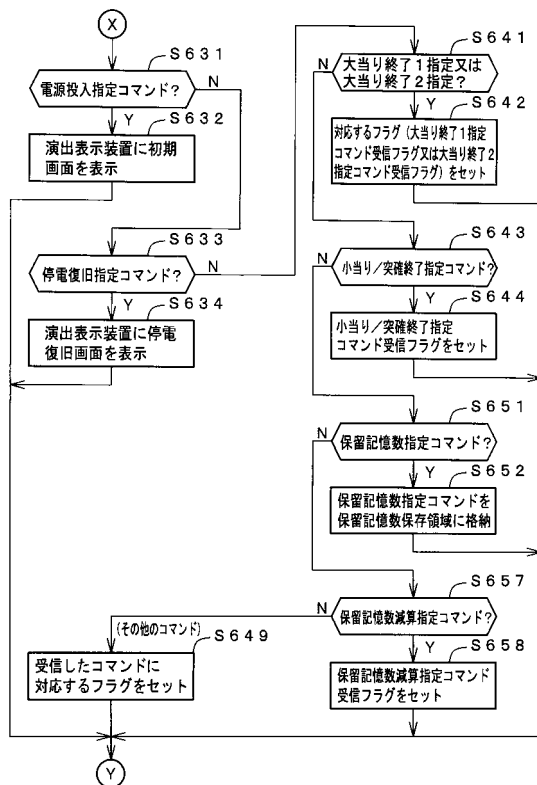 X
S631
電源投入指定コマンド?
N
Y
S632
演出表示装置に初期
画面を表示
S633
停電復旧指定コマンド?
N
Y
S634
演出表示装置に停電
復旧画面を表示
S641
大当り終了1指定又は
大当り終了2指定?
N
Y
S642
対応するフラグ(大当り終了1指定
コマンド受信フラグ又は大当り終了2
指定コマンド受信フラグ)をセット
S643
小当り/突確終了指定コマンド?
N
Y
S644
小当り/突確終了指定
コマンド受信フラグをセット
S651
保留記憶数指定コマンド?
N
Y
S652
保留記憶数指定コマンドを
保留記憶数保存領域に格納
S657
保留記憶数減算指定コマンド?
N
Y
S658
保留記憶数減算指定コマンド
受信フラグをセット
(その他のコマンド)
S649
受信したコマンドに
対応するフラグをセット
Y